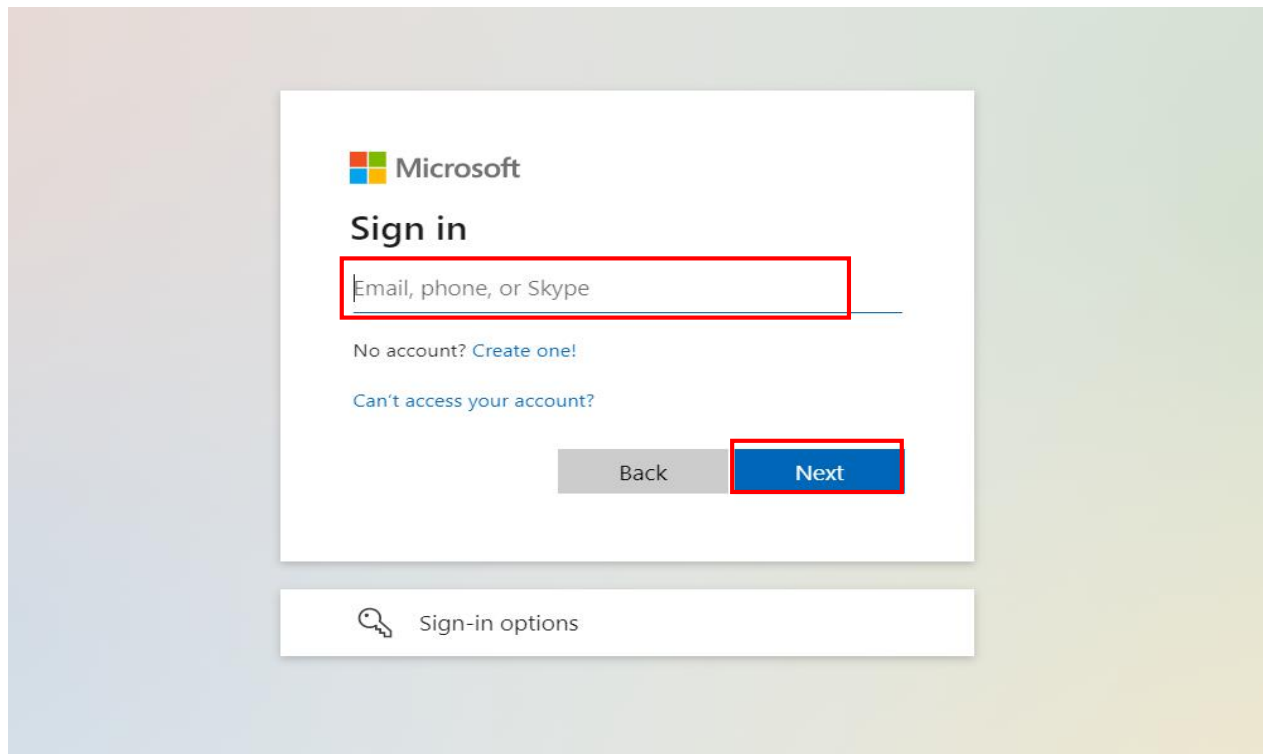 Microsoft
Sign in
Email, phone, or Skype
No account? Create one!
Can't access your account?
Back Next
Sign-in options